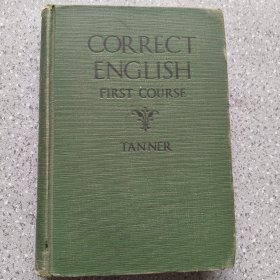 CORRECT
ENGLISH
FIRST COURSE
TANNER